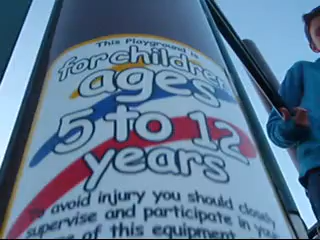 This Playground is
for children
ages
5 to 12
years
To avoid injury you should closely
supervise and participate in your
use of this equipment